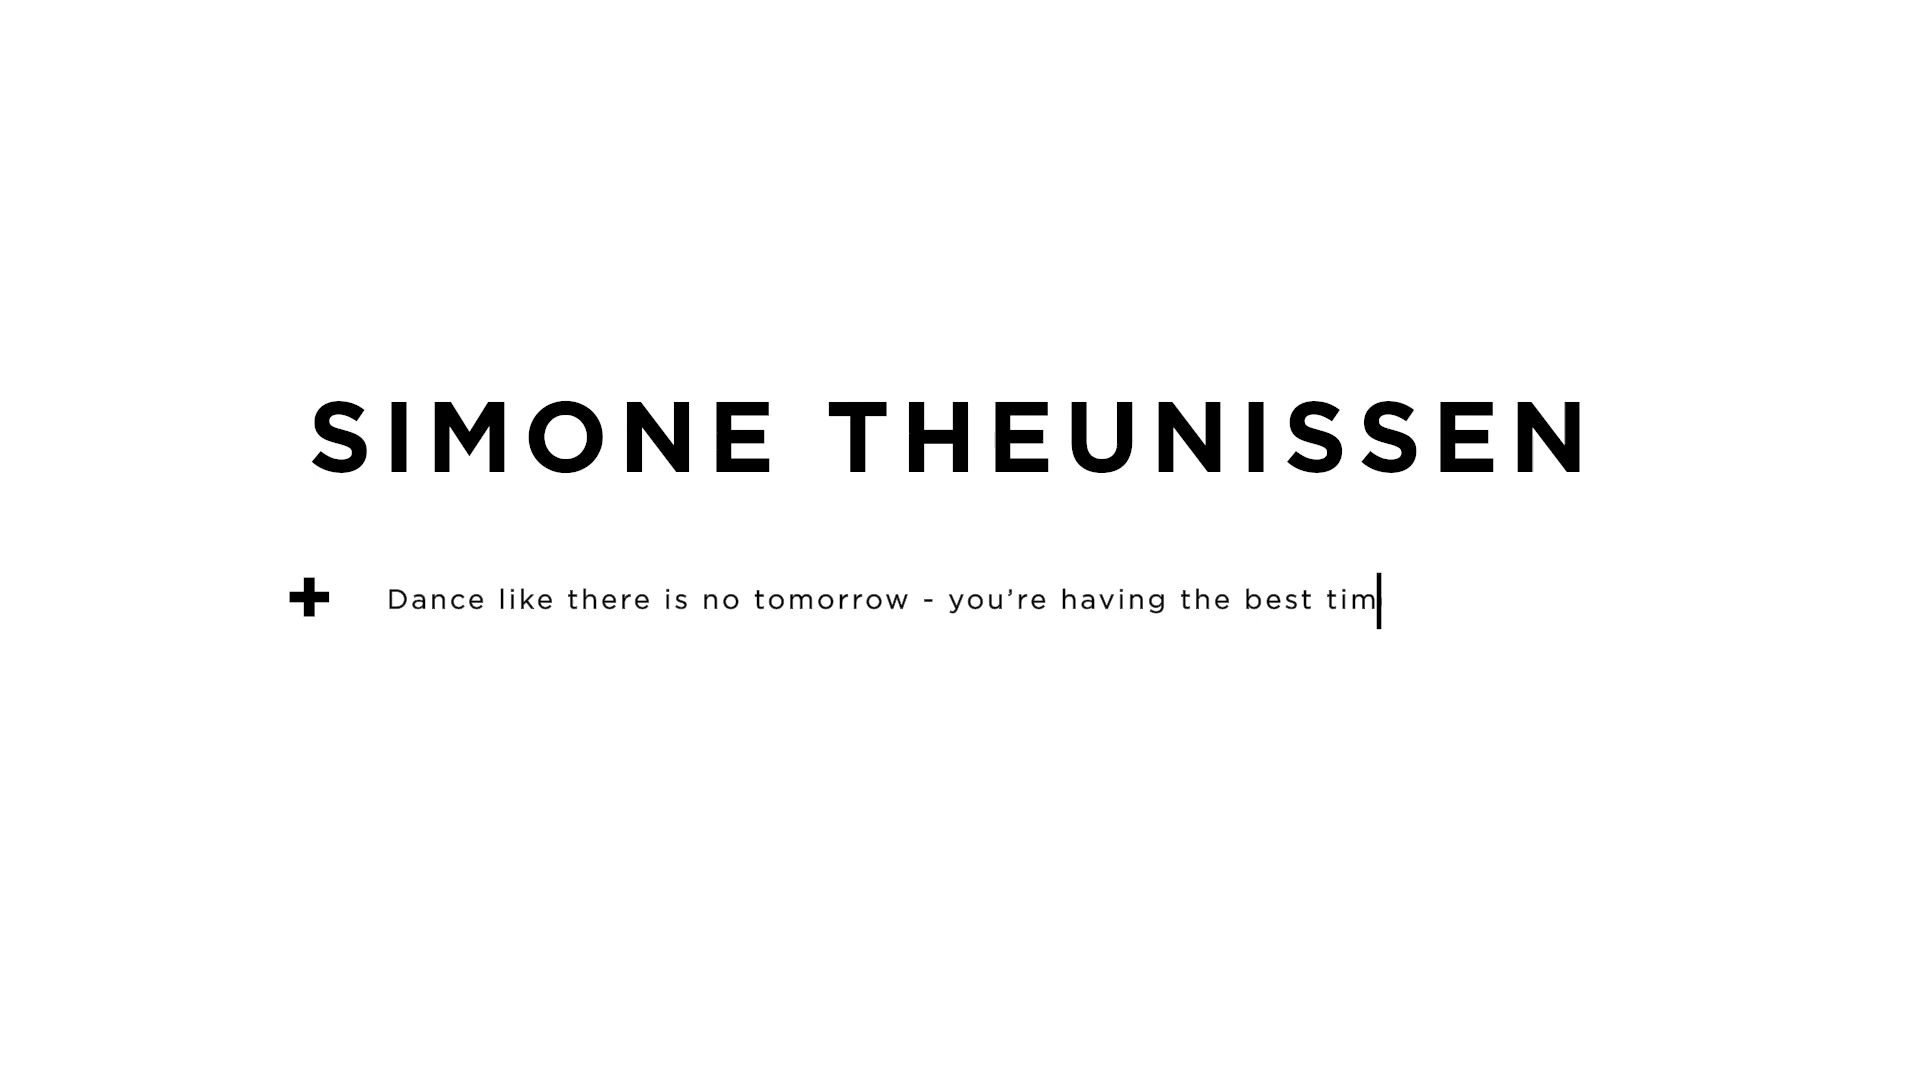 SIMONE THEUNISSEN
+ Dance like there is no tomorrow - you’re having the best tim